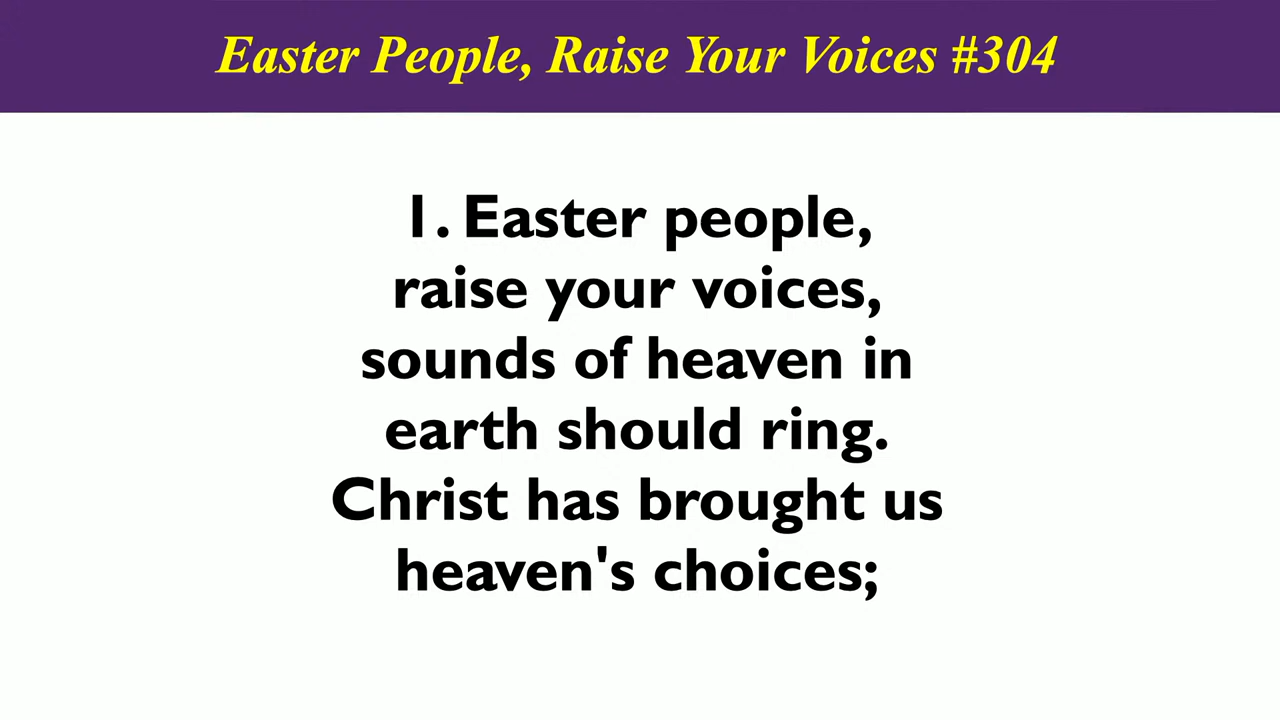 Easter People, Raise Your Voices #304
1. Easter people,
raise your voices,
sounds of heaven in
earth should ring.
Christ has brought us
heaven's choices;